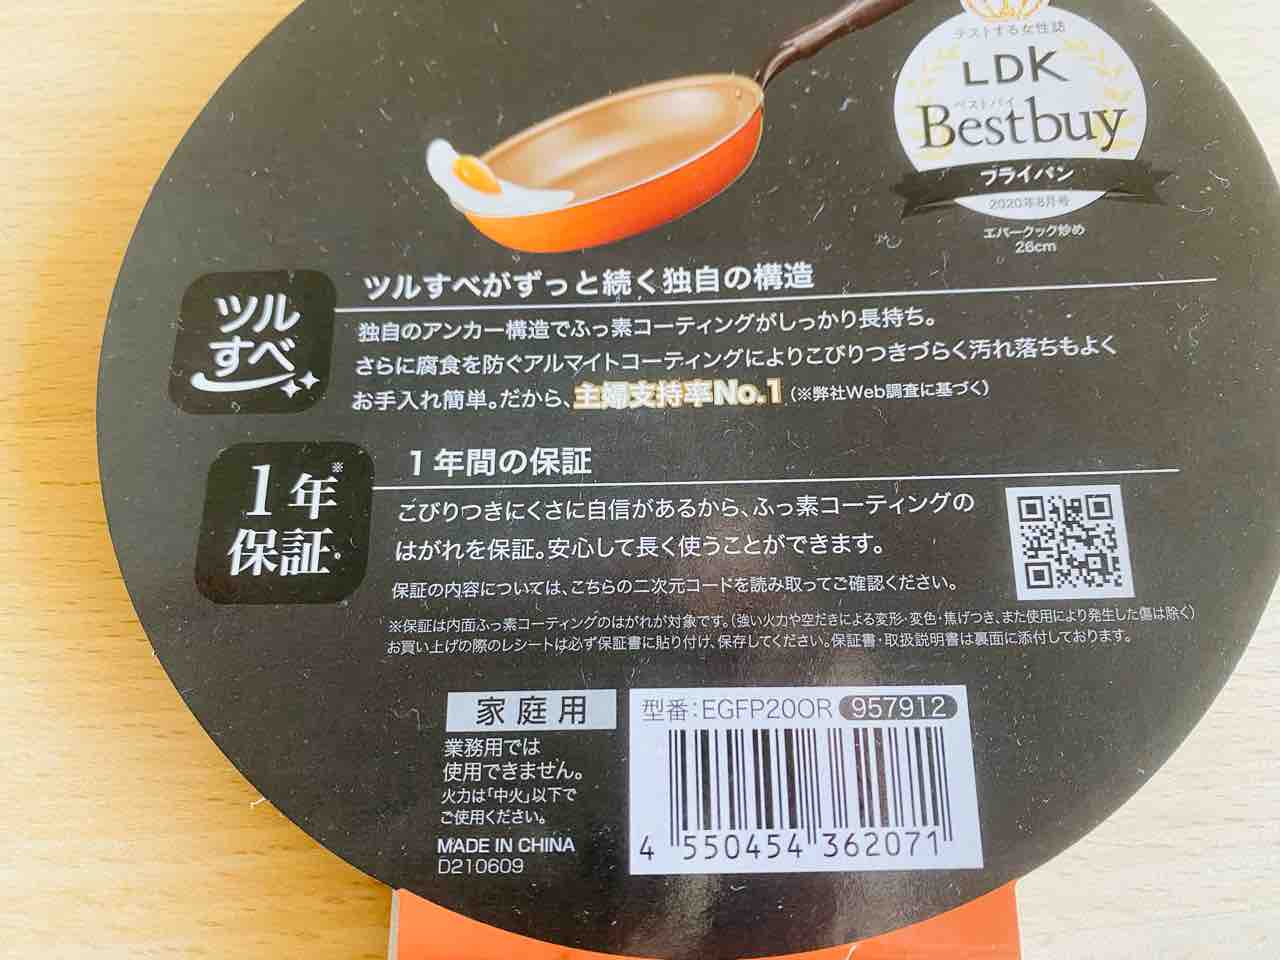 テストする女性誌
LDK
ベストバイ
Bestbuy
フライパン
2020年8月号
エバークック炒め
26cm
ツル
すべ
ツルすべがずっと続く独自の構造
独自のアンカー構造でふっ素コーティングがしっかり長持ち。
さらに腐食を防ぐアルマイトコーティングによりこびりつきづらく汚れ落ちもよく
お手入れ簡単。だから、主婦支持率No.1(※弊社Web調査に基づく)
1年※
保証
1年間の保証
こびりつきにくさに自信があるから、ふっ素コーティングの
はがれを保証。安心して長く使うことができます。
保証の内容については、こちらの二次元コードを読み取ってご確認ください。
※保証は内面ふっ素コーティングのはがれが対象です。(強い火力や空だきによる変形・変色・焦げつき、また使用により発生した傷は除く)
お買い上げの際のレシートは必ず保証書に貼り付け、保存してください。保証書・取扱説明書は裏面に添付しております。
家庭用
業務用では
使用できません。
火力は「中火」以下で
ご使用ください。
MADE IN CHINA
D210609
型番:EGFP20OR 957912
4 550454 362071